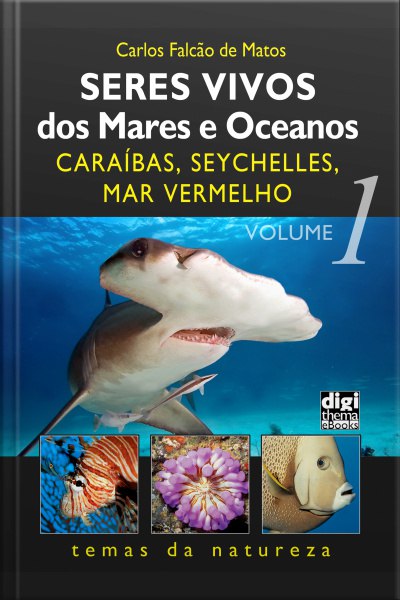 Carlos Falcão de Matos
SERES VIVOS
dos Mares e Oceanos
CARAÍBAS, SEYCHELLES,
MAR VERMELHO
VOLUME 1
digi
thema
eBooks
temas da natureza